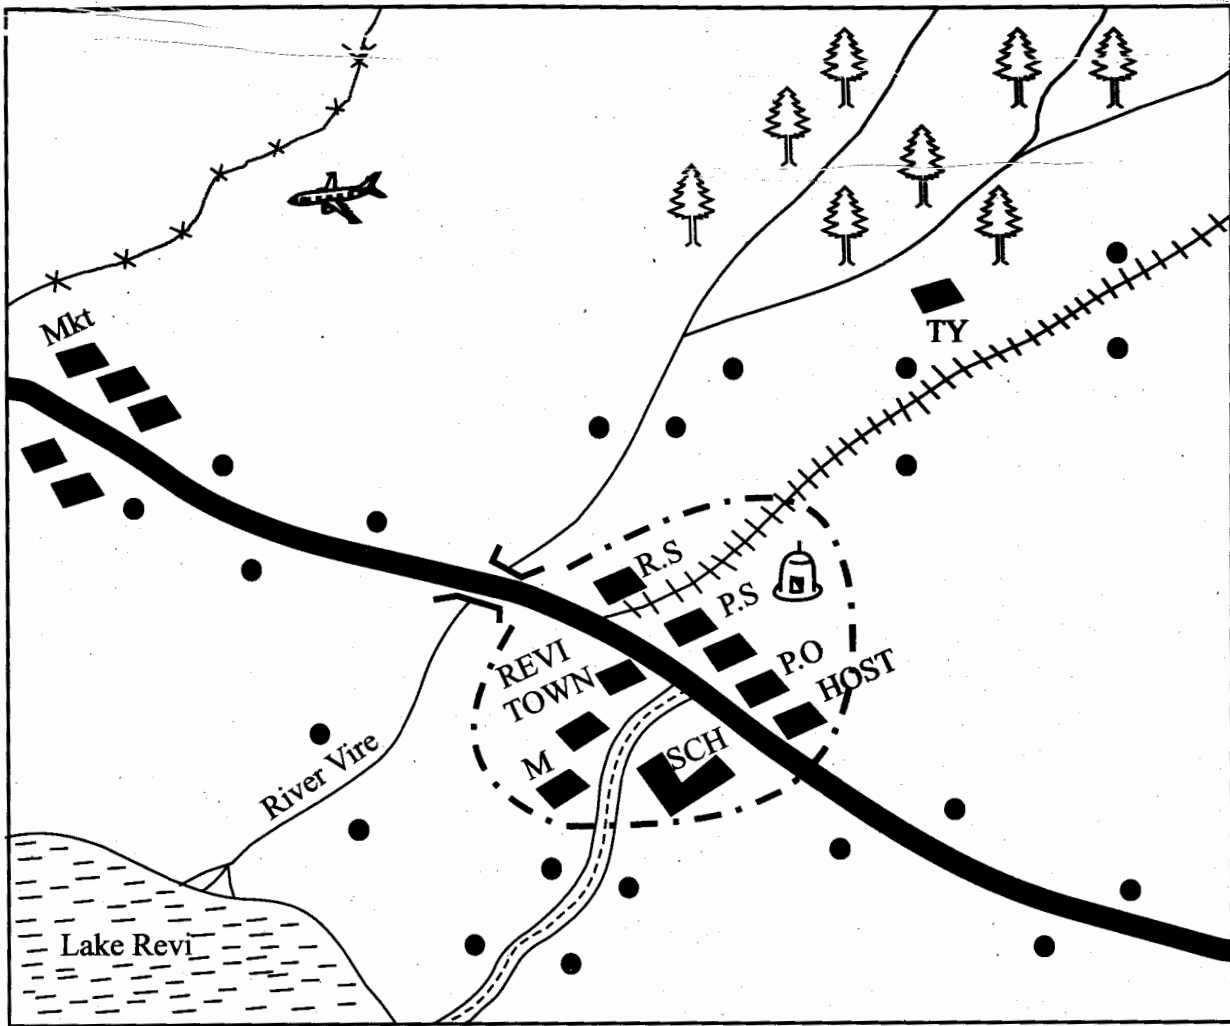 Mkt
TY
R.S
P.S
REVI
TOWN
P.O
HOST
M
SCH
River Vire
Lake Revi